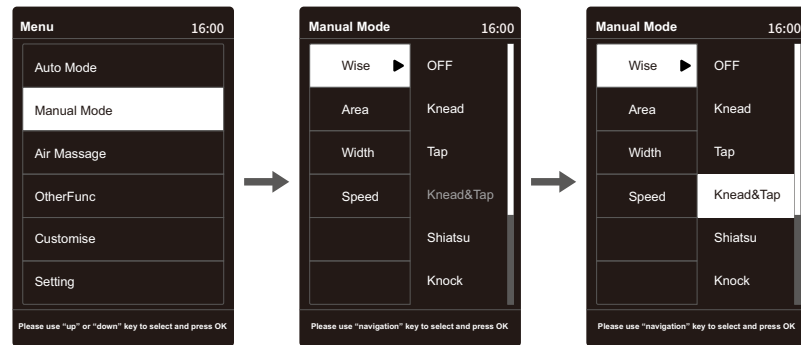 Menu 16:00
Auto Mode
Manual Mode
Air Massage
OtherFunc
Customise
Setting
Please use “up” or “down” key to select and press OK
Manual Mode 16:00
Wise OFF
Area Knead
Width Tap
Speed Knead&Tap
Shiatsu
Knock
Please use “navigation” key to select and press OK
Manual Mode 16:00
Wise OFF
Area Knead
Width Tap
Speed Knead&Tap
Shiatsu
Knock
Please use “navigation” key to select and press OK